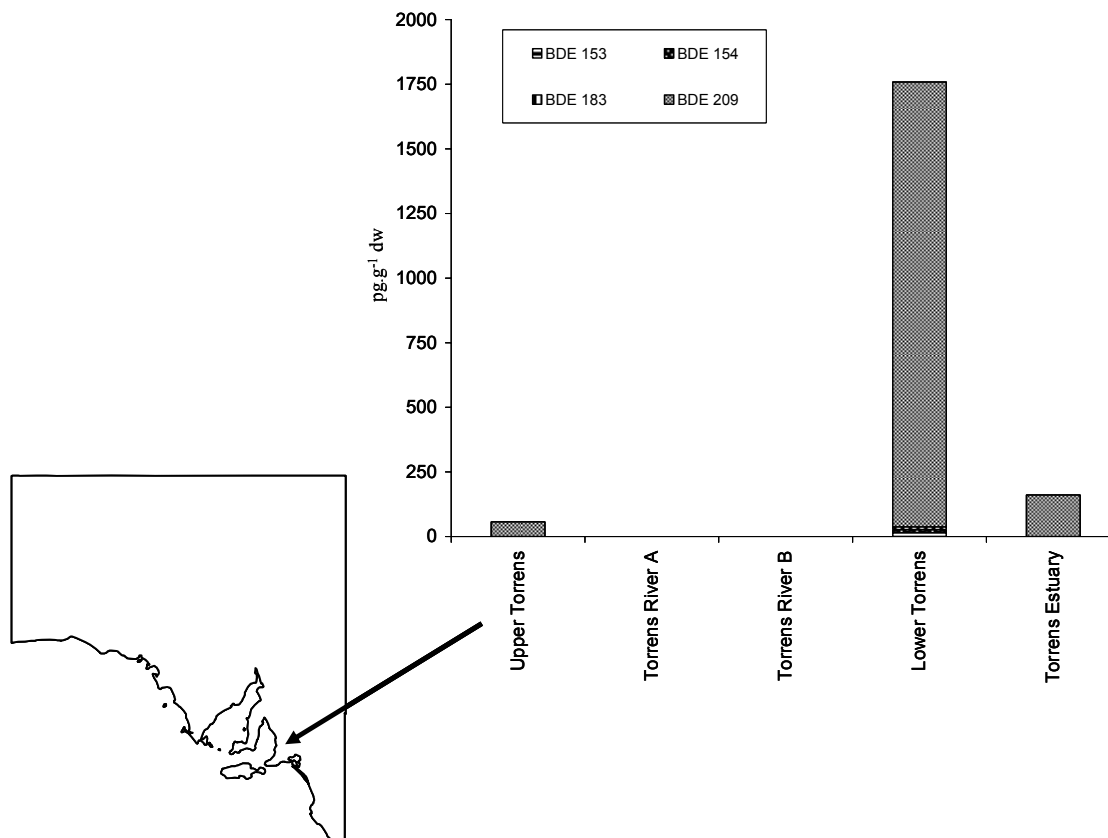 2000
1750
1500
1250
1000
750
500
250
0
pg.g-1 dw
BDE 153 BDE 154
BDE 183 BDE 209
Upper Torrens
Torrens River A
Torrens River B
Lower Torrens
Torrens Estuary